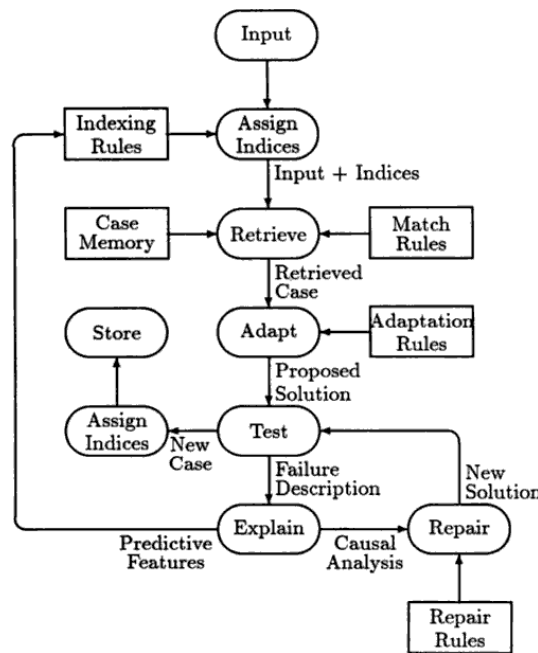 Input
Indexing
Rules
Assign
Indices
Input + Indices
Case
Memory
Retrieve
Match
Rules
Retrieved
Case
Store
Adapt
Adaptation
Rules
Proposed
Solution
Assign
Indices
New
Case
Test
Failure
Description
New
Solution
Predictive
Features
Explain
Causal
Analysis
Repair
Repair
Rules